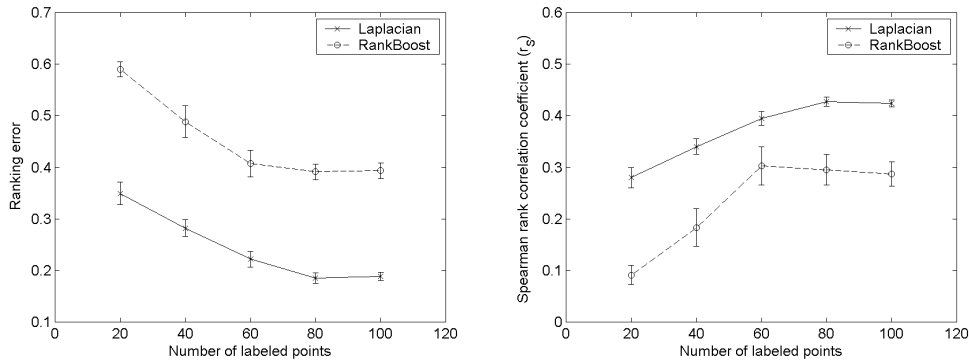 Ranking error
0.7
0.6
0.5
0.4
0.3
0.2
0.1
0 20 40 60 80 100 120
Number of labeled points
Laplacian
RankBoost
Spearman rank correlation coefficient (rS)
0.6
0.5
0.4
0.3
0.2
0.1
0
0 20 40 60 80 100 120
Number of labeled points
Laplacian
RankBoost